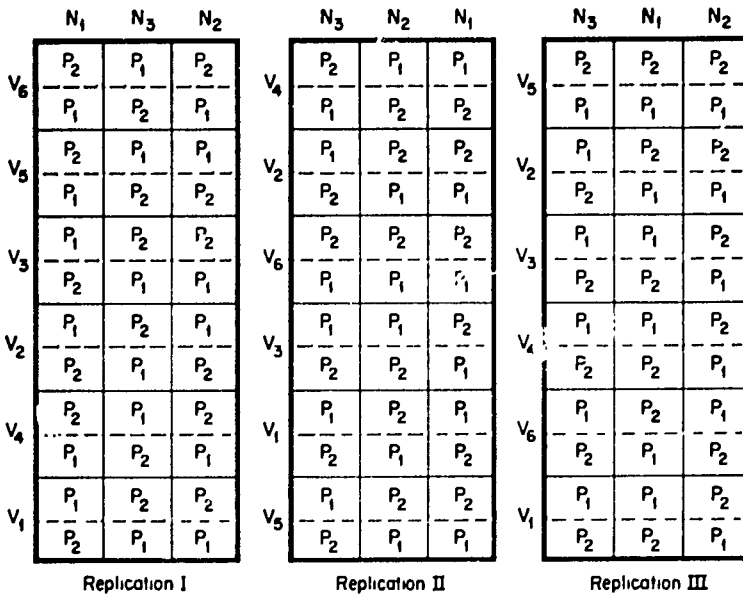 N₁ N₃ N₂ N₃ N₂ N₁ N₃ N₁ N₂
P₂ P₁ P₂ P₂ P₁ P₁ P₂ P₂ P₂
V₆ V₄ V₅
P₁ P₂ P₁ P₁ P₂ P₂ P₁ P₁ P₁
P₂ P₁ P₁ P₁ P₂ P₂ P₁ P₂ P₂
V₅ V₂ V₂
P₁ P₂ P₂ P₂ P₁ P₁ P₂ P₁ P₁
P₁ P₂ P₂ P₂ P₂ P₂ P₁ P₁ P₂
V₃ V₆ V₃
P₂ P₁ P₁ P₁ P₁ P₁ P₂ P₂ P₁
P₁ P₂ P₁ P₁ P₁ P₂ P₁ P₁ P₂
V₂ V₃ V₄
P₂ P₁ P₂ P₂ P₂ P₁ P₂ P₂ P₁
P₂ P₁ P₂ P₁ P₂ P₁ P₁ P₂ P₂
V₄ V₁ V₆
P₁ P₂ P₁ P₂ P₁ P₂ P₂ P₁ P₁
P₁ P₂ P₂ P₁ P₂ P₂ P₁ P₁ P₂
V₁ V₅ V₁
P₂ P₁ P₁ P₂ P₁ P₁ P₂ P₂ P₁
Replication I Replication II Replication III